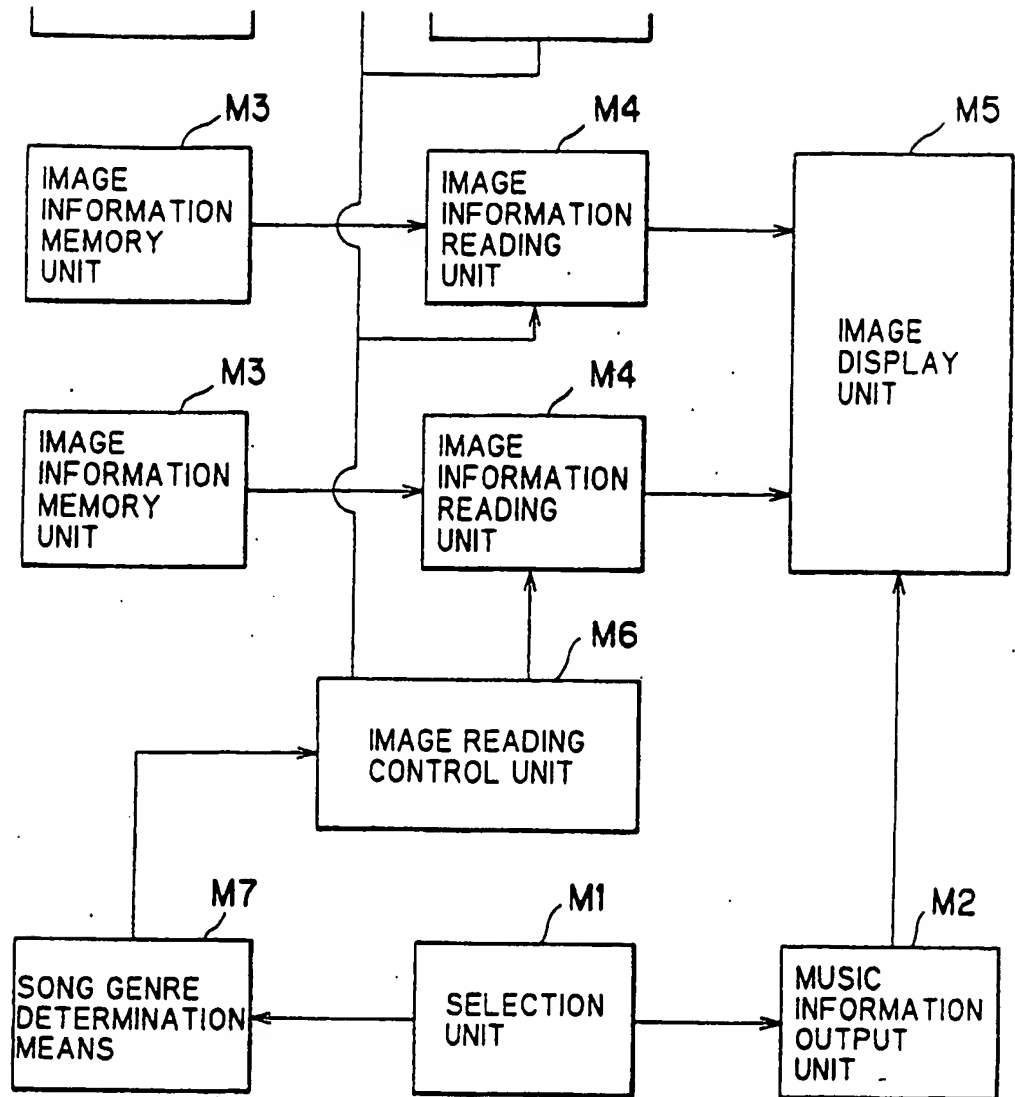 M3
M4
M5
IMAGE
INFORMATION
MEMORY
UNIT
IMAGE
INFORMATION
READING
UNIT
IMAGE
DISPLAY
UNIT
M3
M4
IMAGE
INFORMATION
MEMORY
UNIT
IMAGE
INFORMATION
READING
UNIT
M6
IMAGE READING
CONTROL UNIT
M7
M1
M2
SONG GENRE
DETERMINATION
MEANS
SELECTION
UNIT
MUSIC
INFORMATION
OUTPUT
UNIT